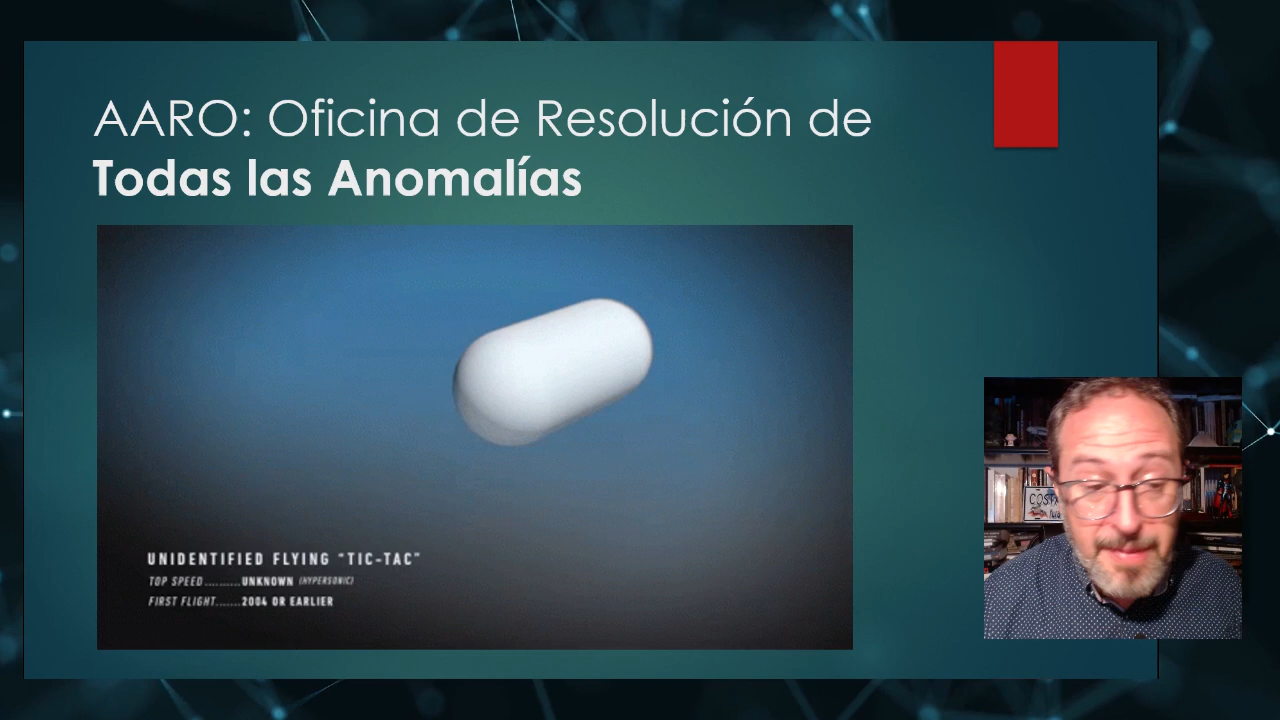 AARO: Oficina de Resolución de
Todas las Anomalías
UNIDENTIFIED FLYING “TIC-TAC”
TOP SPEED..........UNKNOWN (HYPERSONIC)
FIRST FLIGHT.......2004 OR EARLIER